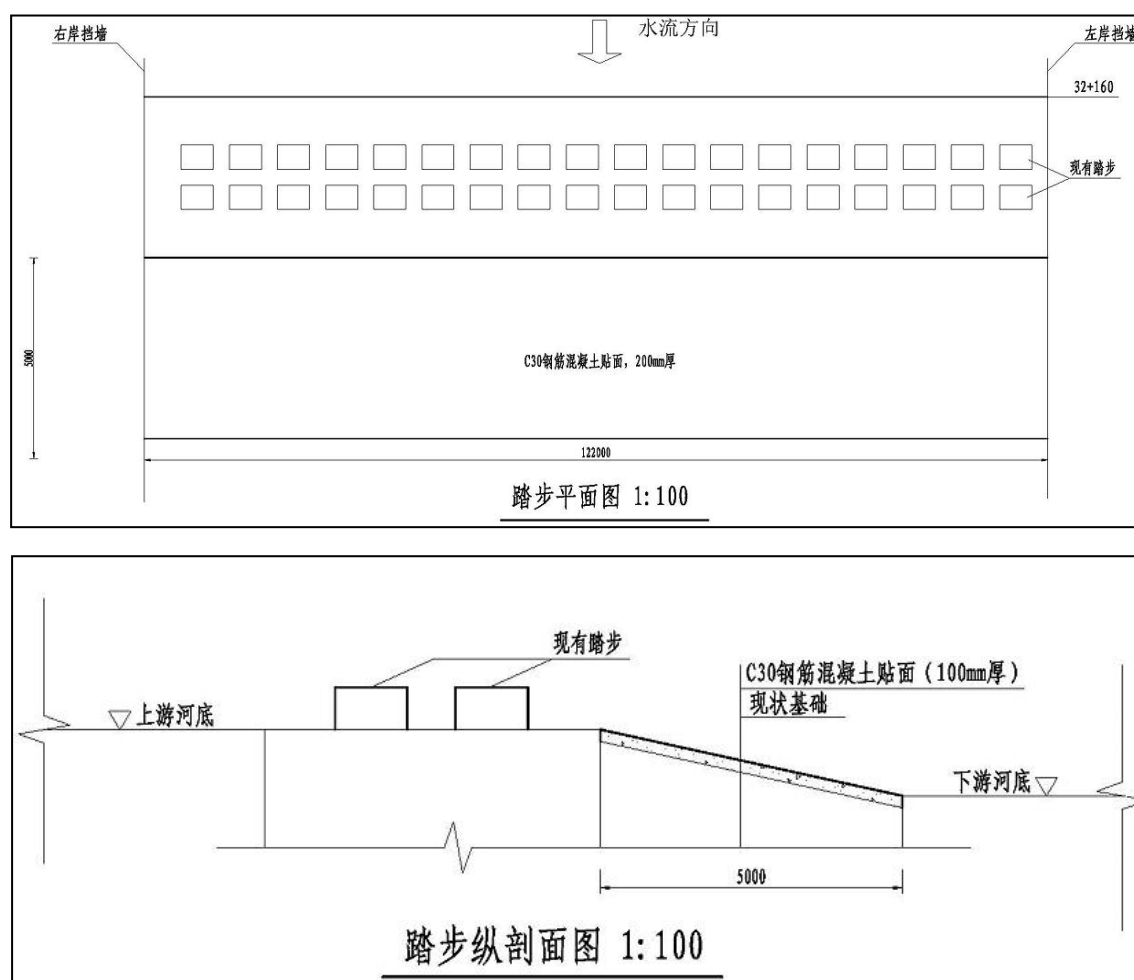 水流方向
右岸挡墙
左岸挡墙
32+160
现有踏步
5000
C30钢筋混凝土贴面，200mm厚
122000
踏步平面图 1:100
现有踏步
C30钢筋混凝土贴面（100mm厚）
现状基础
上游河底
下游河底
5000
踏步纵剖面图 1:100